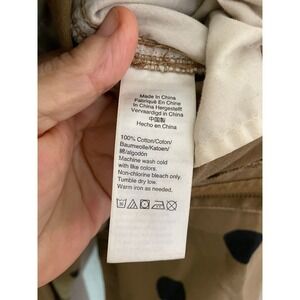 Made In China
Fabriqué En Chine
In China Hergestellt
Vervaardigd in China
中国製
Hecho en China
100% Cotton/Coton/
Baumwolle/Katoen/
綿/algodón
Machine wash cold
with like colors.
Non-chlorine bleach only.
Tumble dry low.
Warm iron as needed.